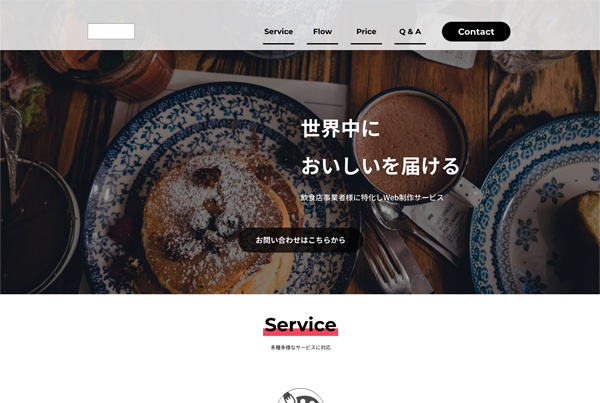 Service
Flow
Price
Q & A
Contact
世界中に
おいしいを届ける
飲食店事業者様に特化しWeb制作サービス
お問い合わせはこちらから
Service
多種多様なサービスに対応